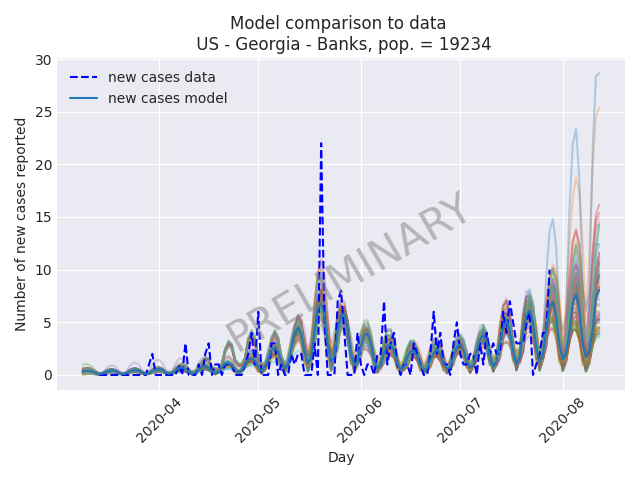 Model comparison to data
US - Georgia - Banks, pop. = 19234
new cases data
new cases model
PRELIMINARY
Number of new cases reported
30
25
20
15
10
5
0
2020-04
2020-05
2020-06
2020-07
2020-08
Day